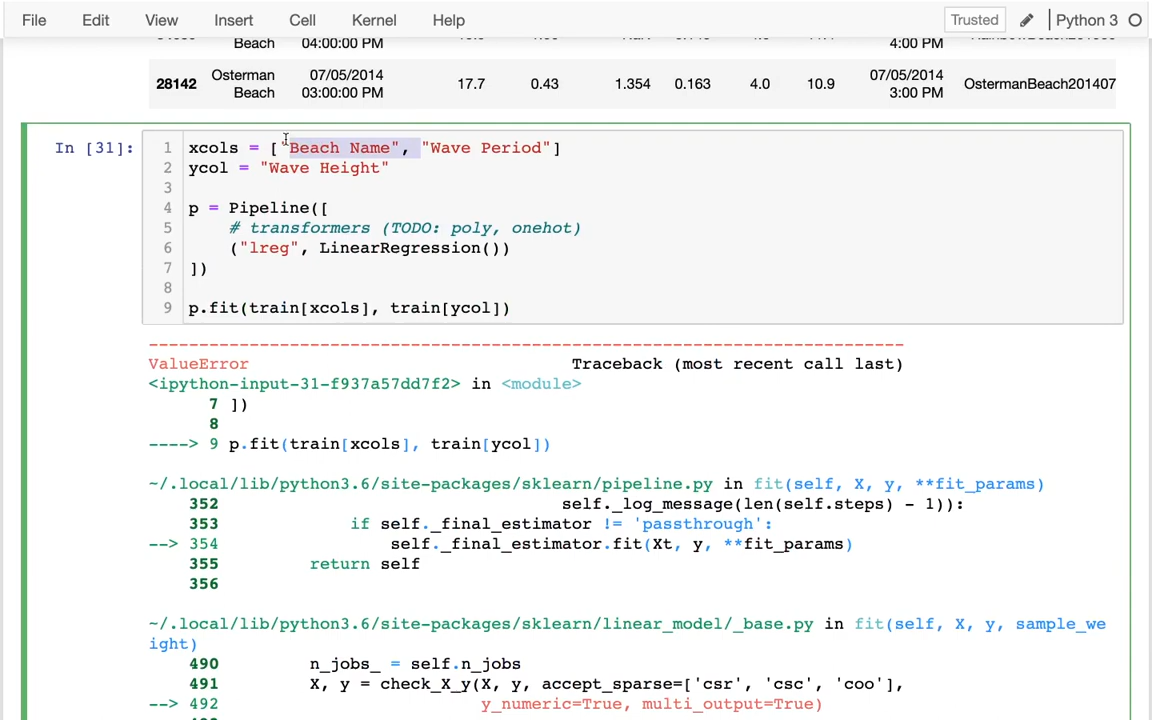 File Edit View Insert Cell Kernel Help Trusted Python 3
Beach 04:00:00 PM 4:00 PM
28142 Osterman Beach 07/05/2014 03:00:00 PM 17.7 0.43 1.354 0.163 4.0 10.9 07/05/2014 3:00 PM OstermanBeach201407
In [31]:
1 xcols = ["Beach Name", "Wave Period"]
2 ycol = "Wave Height"
3
4 p = Pipeline([
5 # transformers (TODO: poly, onehot)
6 ("lreg", LinearRegression())
7 ])
8
9 p.fit(train[xcols], train[ycol])
---------------------------------------------------------------------------
ValueError Traceback (most recent call last)
<ipython-input-31-f937a57dd7f2> in <module>
7 ])
8
----> 9 p.fit(train[xcols], train[ycol])
~/.local/lib/python3.6/site-packages/sklearn/pipeline.py in fit(self, X, y, **fit_params)
352 self._log_message(len(self.steps) - 1)):
353 if self._final_estimator != 'passthrough':
--> 354 self._final_estimator.fit(Xt, y, **fit_params)
355 return self
356
~/.local/lib/python3.6/site-packages/sklearn/linear_model/_base.py in fit(self, X, y, sample_we
ight)
490 n_jobs_ = self.n_jobs
491 X, y = check_X_y(X, y, accept_sparse=['csr', 'csc', 'coo'],
--> 492 y_numeric=True, multi_output=True)